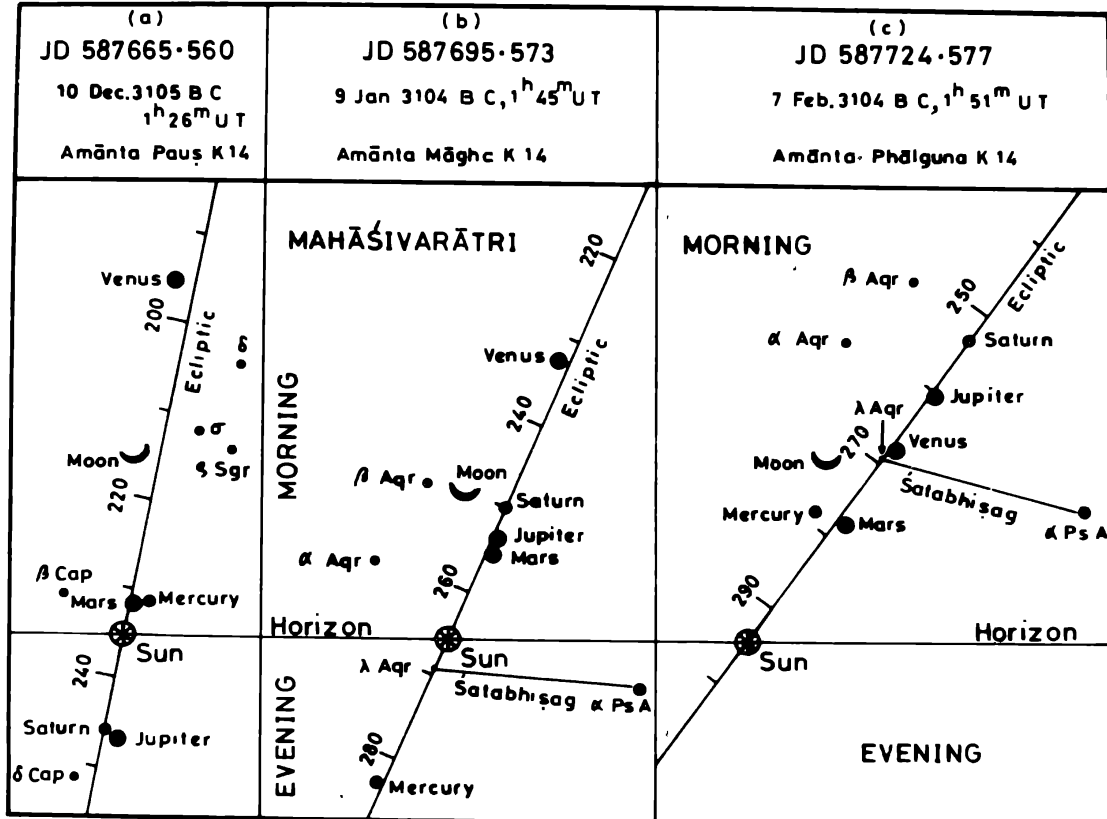 (a)
JD 587665·560
10 Dec.3105 B C
1h 26m U T
Amānta Pauṣ K 14
(b)
JD 587695·573
9 Jan 3104 B C, 1h 45m U T
Amānta Māghc K 14
(c)
JD 587724·577
7 Feb. 3104 B C, 1h 51m UT
Amānta· Phālguna K 14
Venus
200
Ecliptic
δ
σ
Moon
ξ Sgr
220
β Cap
Mars
Mercury
Sun
240
Saturn
Jupiter
δ Cap
MAHĀŚIVARĀTRI
220
MORNING
Venus
Ecliptic
240
β Aqr
Moon
Saturn
Jupiter
Mars
α Aqr
260
Horizon
Sun
λ Aqr
Śatabhiṣag
α PsA
EVENING
280
Mercury
MORNING
β Aqr
250
Ecliptic
α Aqr
Saturn
Jupiter
λ Aqr
270
Venus
Moon
Śatabhiṣag
Mercury
Mars
α PsA
290
Horizon
Sun
EVENING